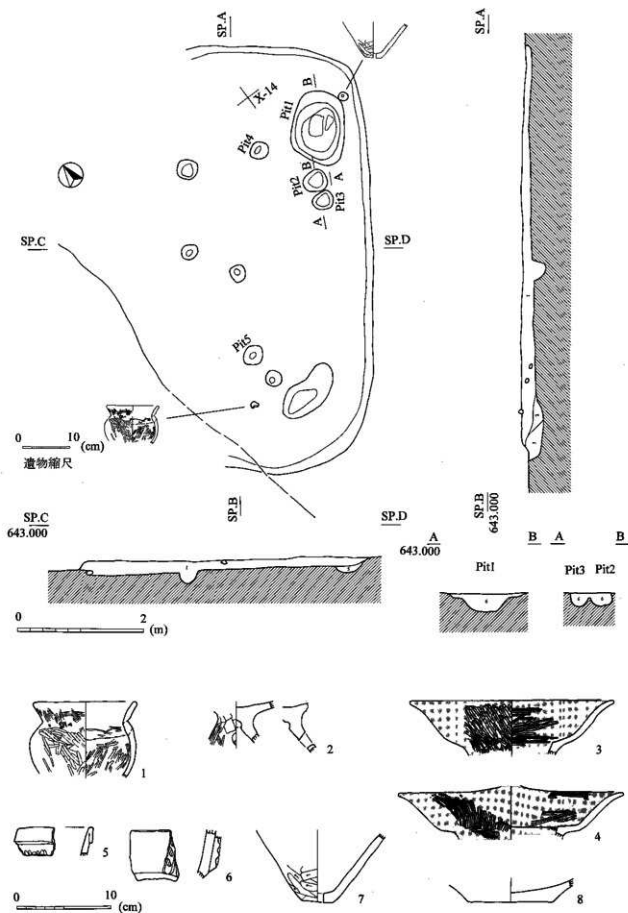 SP.A
SP.A
X-14
B
Pit1
Pit4
B
Pit2
A
Pit3
A
SP.C
SP.D
Pit5
0 10 (cm)
遺物縮尺
SP.C
643.000
SP.B
SP.D
SP.B
643.000
A
643.000
B
A
B
Pit1
Pit3 Pit2
0 2
(m)
1
2
3
4
5
6
7
8
0 10
(cm)